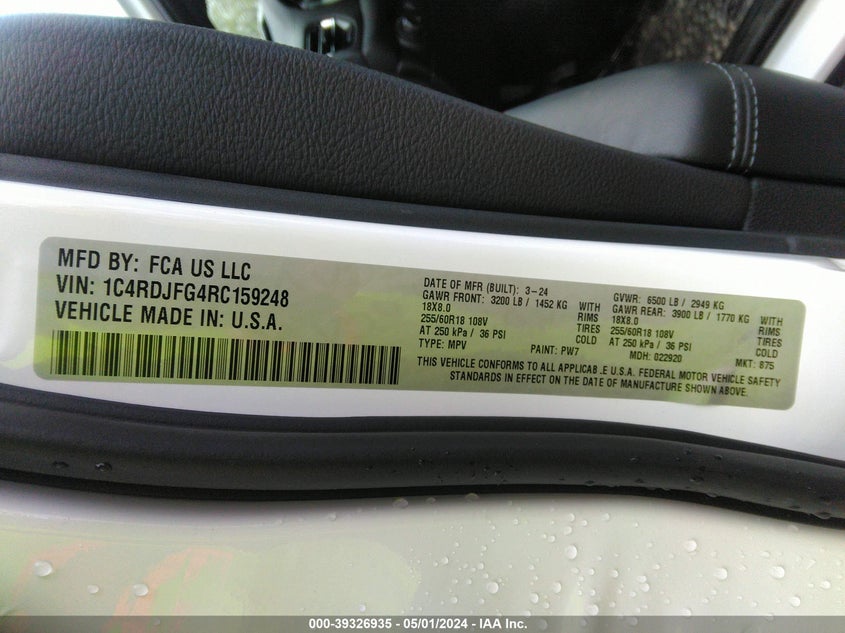 MFD BY: FCA US LLC
VIN: 1C4RDJFG4RC159248
VEHICLE MADE IN: U.S.A.
DATE OF MFR (BUILT): 3-24
GAWR FRONT: 3200 LB / 1452 KG WITH
18X8.0 RIMS
255/60R18 108V TIRES
AT 250 kPa / 36 PSI COLD
TYPE: MPV PAINT: PW7
GVWR: 6500 LB / 2949 KG
GAWR REAR: 3900 LB / 1770 KG WITH
18X8.0 RIMS
255/60R18 108V TIRES
AT 250 kPa / 36 PSI COLD
MDH: 022920 MKT: B75
THIS VEHICLE CONFORMS TO ALL APPLICAB .E U.S.A. FEDERAL MOTOR VEHICLE SAFETY
STANDARDS IN EFFECT ON THE DATE OF MANUFACTURE SHOWN ABOVE.
000-39326935 - 05/01/2024 - IAA Inc.